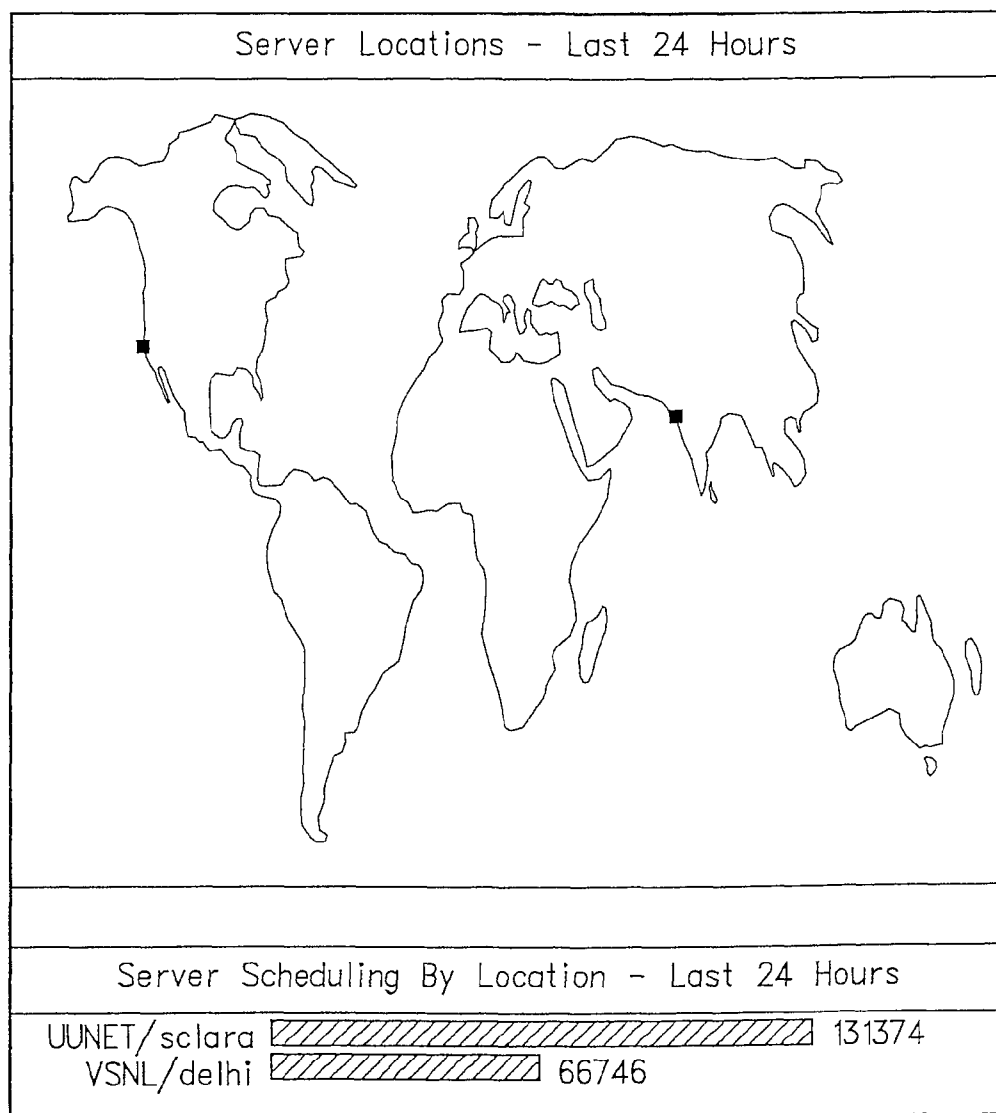 Server Locations - Last 24 Hours
Server Scheduling By Location - Last 24 Hours
UUNET/sclara 131374
VSNL/delhi 66746